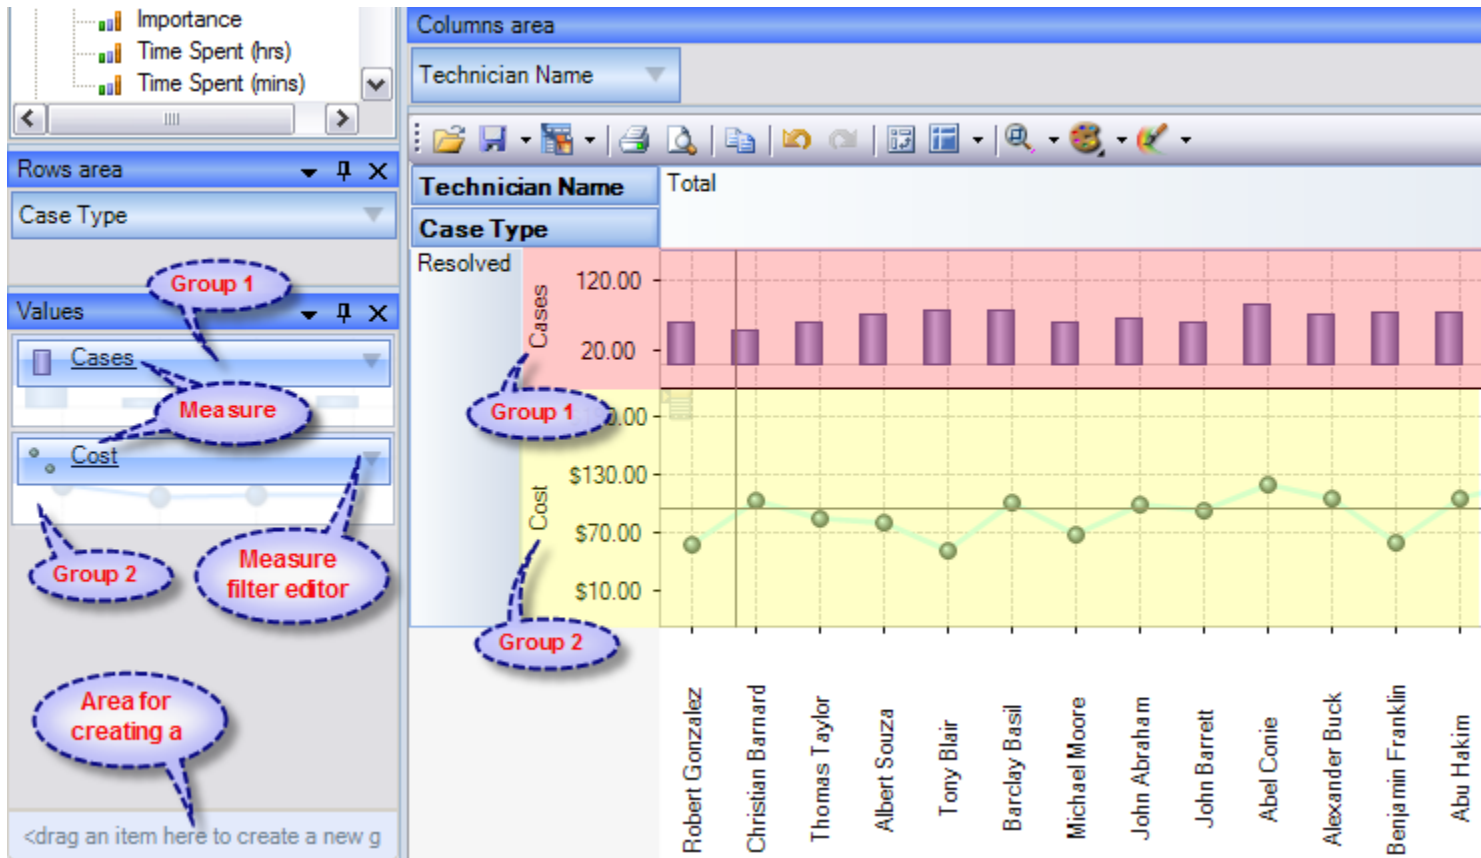 Importance
Time Spent (hrs)
Time Spent (mins)
Rows area
Case Type
Group 1
Values
Cases
Measure
Cost
Group 2
Measure
filter editor
Area for
creating a
<drag an item here to create a new g
Columns area
Technician Name
Technician Name
Total
Case Type
Resolved
Cases
120.00
20.00
Group 1
0.00
$130.00
Cost
$70.00
$10.00
Group 2
Robert Gonzalez
Christian Barnard
Thomas Taylor
Albert Souza
Tony Blair
Barclay Basil
Michael Moore
John Abraham
John Barrett
Abel Conie
Alexander Buck
Benjamin Franklin
Abu Hakim